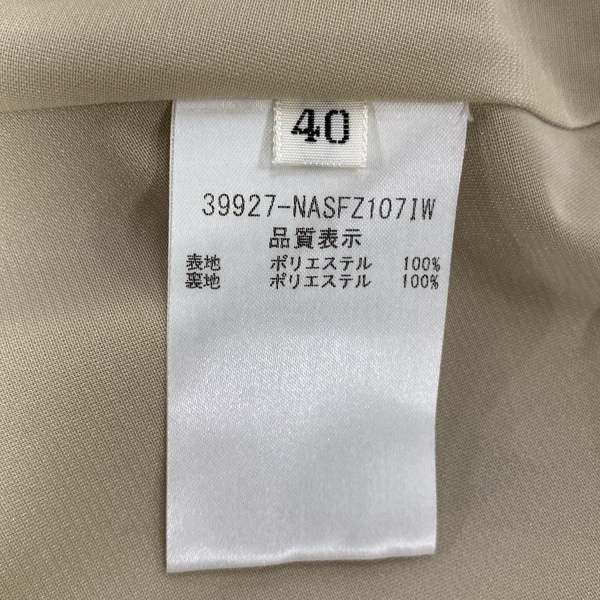 40
39927-NASFZ107IW
品質表示
表地 ポリエステル 100%
裏地 ポリエステル 100%